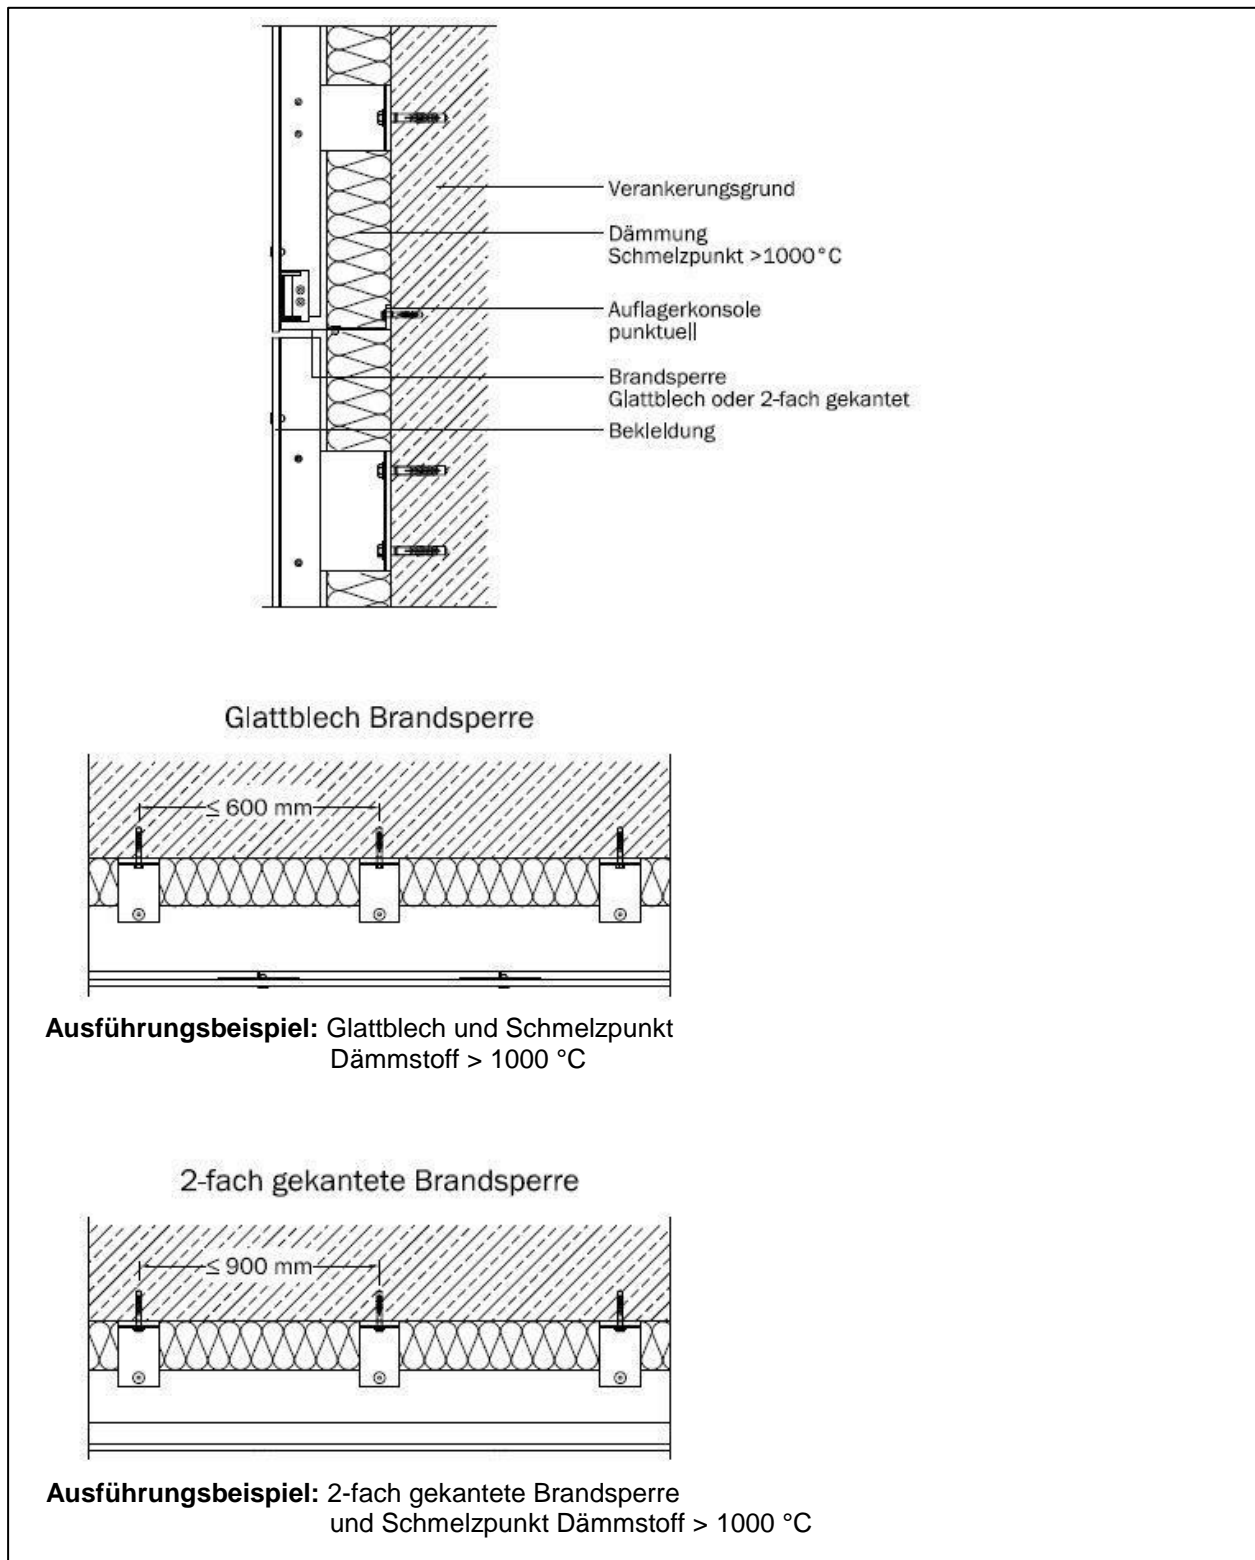 Verankerungsgrund
Dämmung
Schmelzpunkt >1000°C
Auflagerkonsole
punktuell
Brandsperre
Glattblech oder 2-fach gekantet
Bekleidung
Glattblech Brandsperre
≤ 600 mm
Ausführungsbeispiel: Glattblech und Schmelzpunkt
Dämmstoff > 1000 °C
2-fach gekantete Brandsperre
≤ 900 mm
Ausführungsbeispiel: 2-fach gekantete Brandsperre
und Schmelzpunkt Dämmstoff > 1000 °C